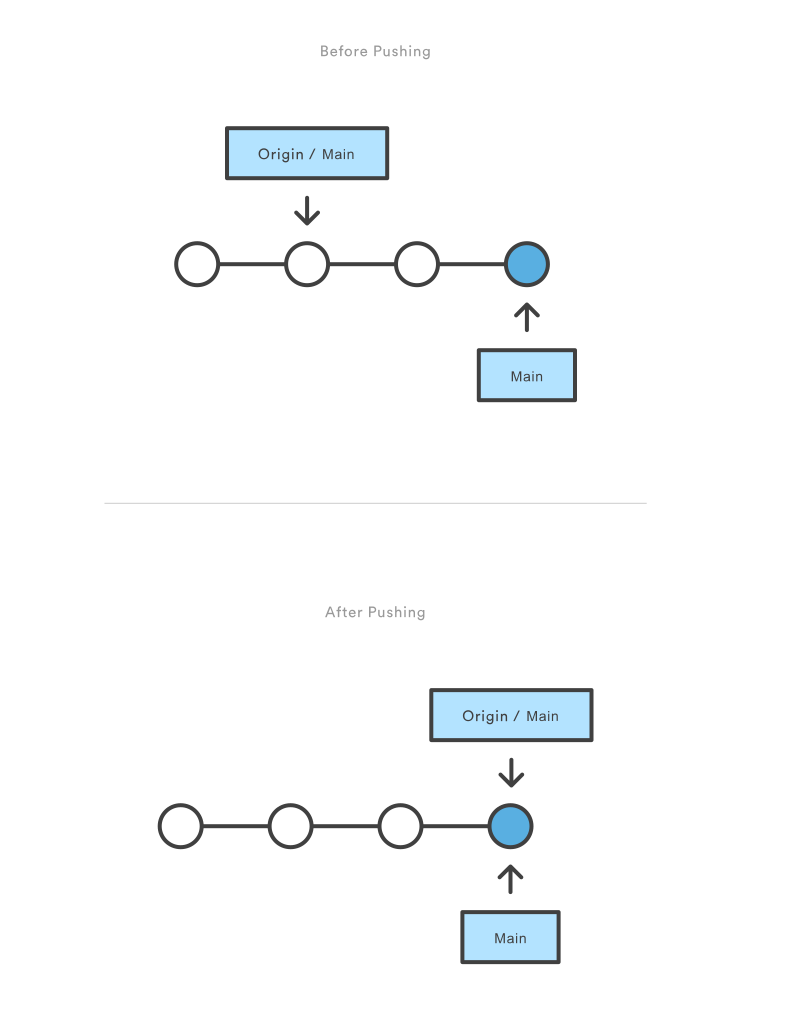 Before Pushing
Origin / Main
Main
After Pushing
Origin / Main
Main